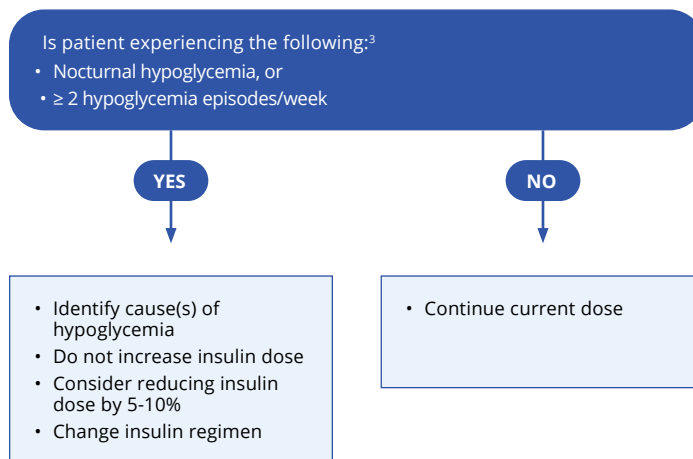 Is patient experiencing the following:³
• Nocturnal hypoglycemia, or
• ≥ 2 hypoglycemia episodes/week
YES
NO
• Identify cause(s) of
hypoglycemia
• Do not increase insulin dose
• Consider reducing insulin
dose by 5-10%
• Change insulin regimen
• Continue current dose